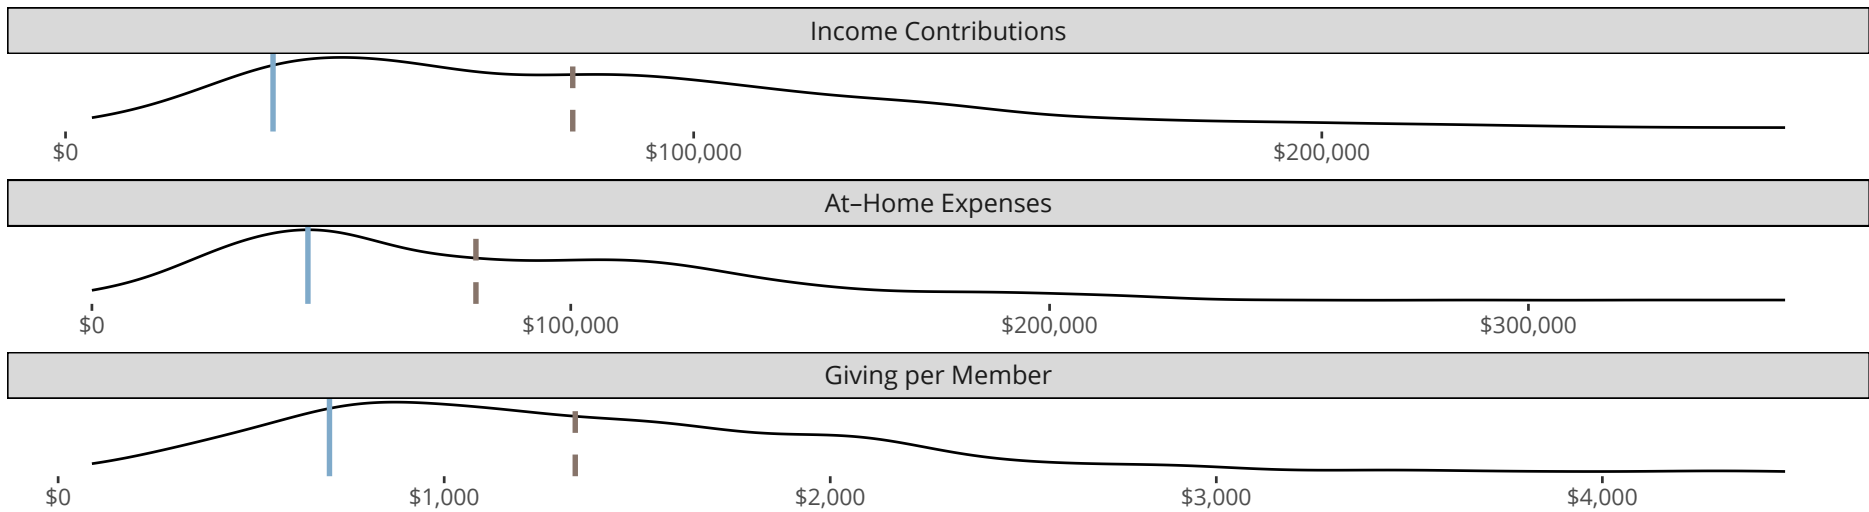 Income Contributions
$0 $100,000 $200,000
At–Home Expenses
$0 $100,000 $200,000 $300,000
Giving per Member
$0 $1,000 $2,000 $3,000 $4,000